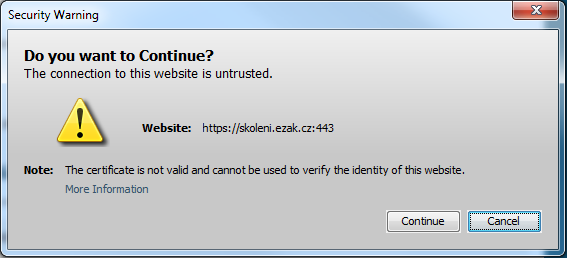 Security Warning
Do you want to Continue?
The connection to this website is untrusted.
Website: https://skoleni.ezak.cz:443
Note: The certificate is not valid and cannot be used to verify the identity of this website.
More Information
Continue Cancel